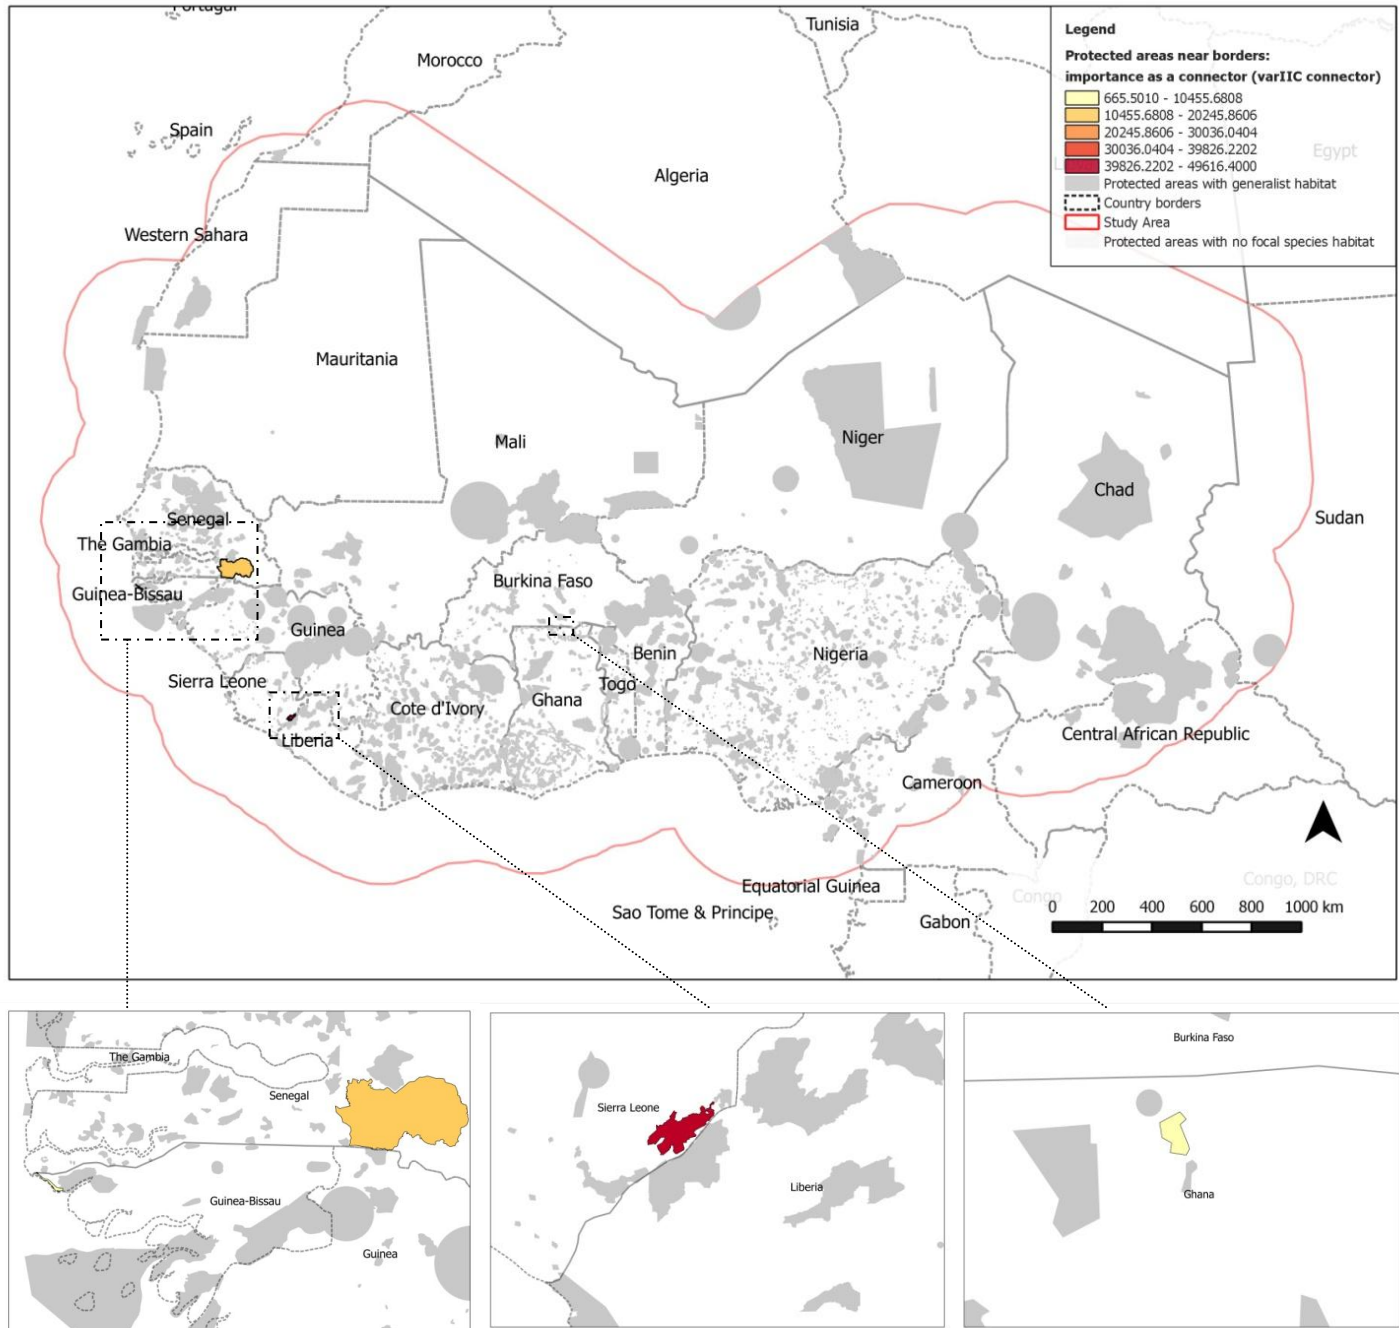 Portugal
Tunisia
Morocco
Spain
Algeria
Egypt
Western Sahara
Legend
Protected areas near borders:
importance as a connector (varIIC connector)
665.5010 - 10455.6808
10455.6808 - 20245.8606
20245.8606 - 30036.0404
30036.0404 - 39826.2202
39826.2202 - 49616.4000
Protected areas with generalist habitat
Country borders
Study Area
Protected areas with no focal species habitat
Mauritania
Mali
Niger
Chad
Sudan
Senegal
The Gambia
Guinea-Bissau
Burkina Faso
Guinea
Benin
Nigeria
Sierra Leone
Togo
Ghana
Cote d'Ivory
Liberia
Central African Republic
Cameroon
Equatorial Guinea
Congo, DRC
Congo
Sao Tome & Principe
Gabon
0 200 400 600 800 1000 km
The Gambia
Senegal
Guinea-Bissau
Guinea
Sierra Leone
Liberia
Burkina Faso
Ghana